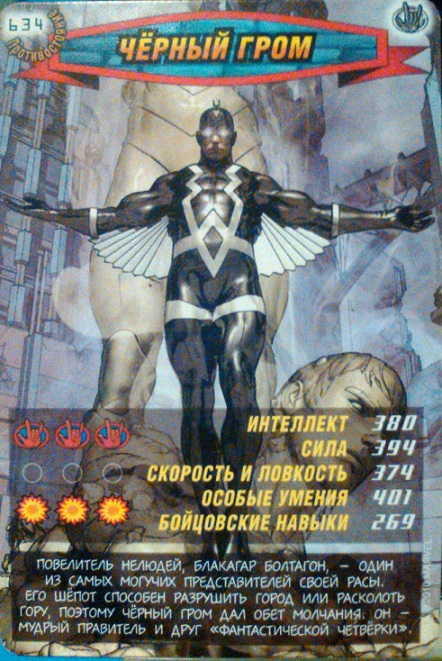 634
ПРОТИВОСТОЯНИЕ
ЧЁРНЫЙ ГРОМ
ИНТЕЛЛЕКТ 380
СИЛА 394
СКОРОСТЬ И ЛОВКОСТЬ 374
ОСОБЫЕ УМЕНИЯ 401
БОЙЦОВСКИЕ НАВЫКИ 269
ПОВЕЛИТЕЛЬ НЕЛЮДЕЙ, БЛАКАГАР БОЛТАГОН, – ОДИН
ИЗ САМЫХ МОГУЧИХ ПРЕДСТАВИТЕЛЕЙ СВОЕЙ РАСЫ.
ЕГО ШЁПОТ СПОСОБЕН РАЗРУШИТЬ ГОРОД ИЛИ РАСКОЛОТЬ
ГОРУ, ПОЭТОМУ ЧЁРНЫЙ ГРОМ ДАЛ ОБЕТ МОЛЧАНИЯ. ОН –
МУДРЫЙ ПРАВИТЕЛЬ И ДРУГ «ФАНТАСТИЧЕСКОЙ ЧЕТВЁРКИ».